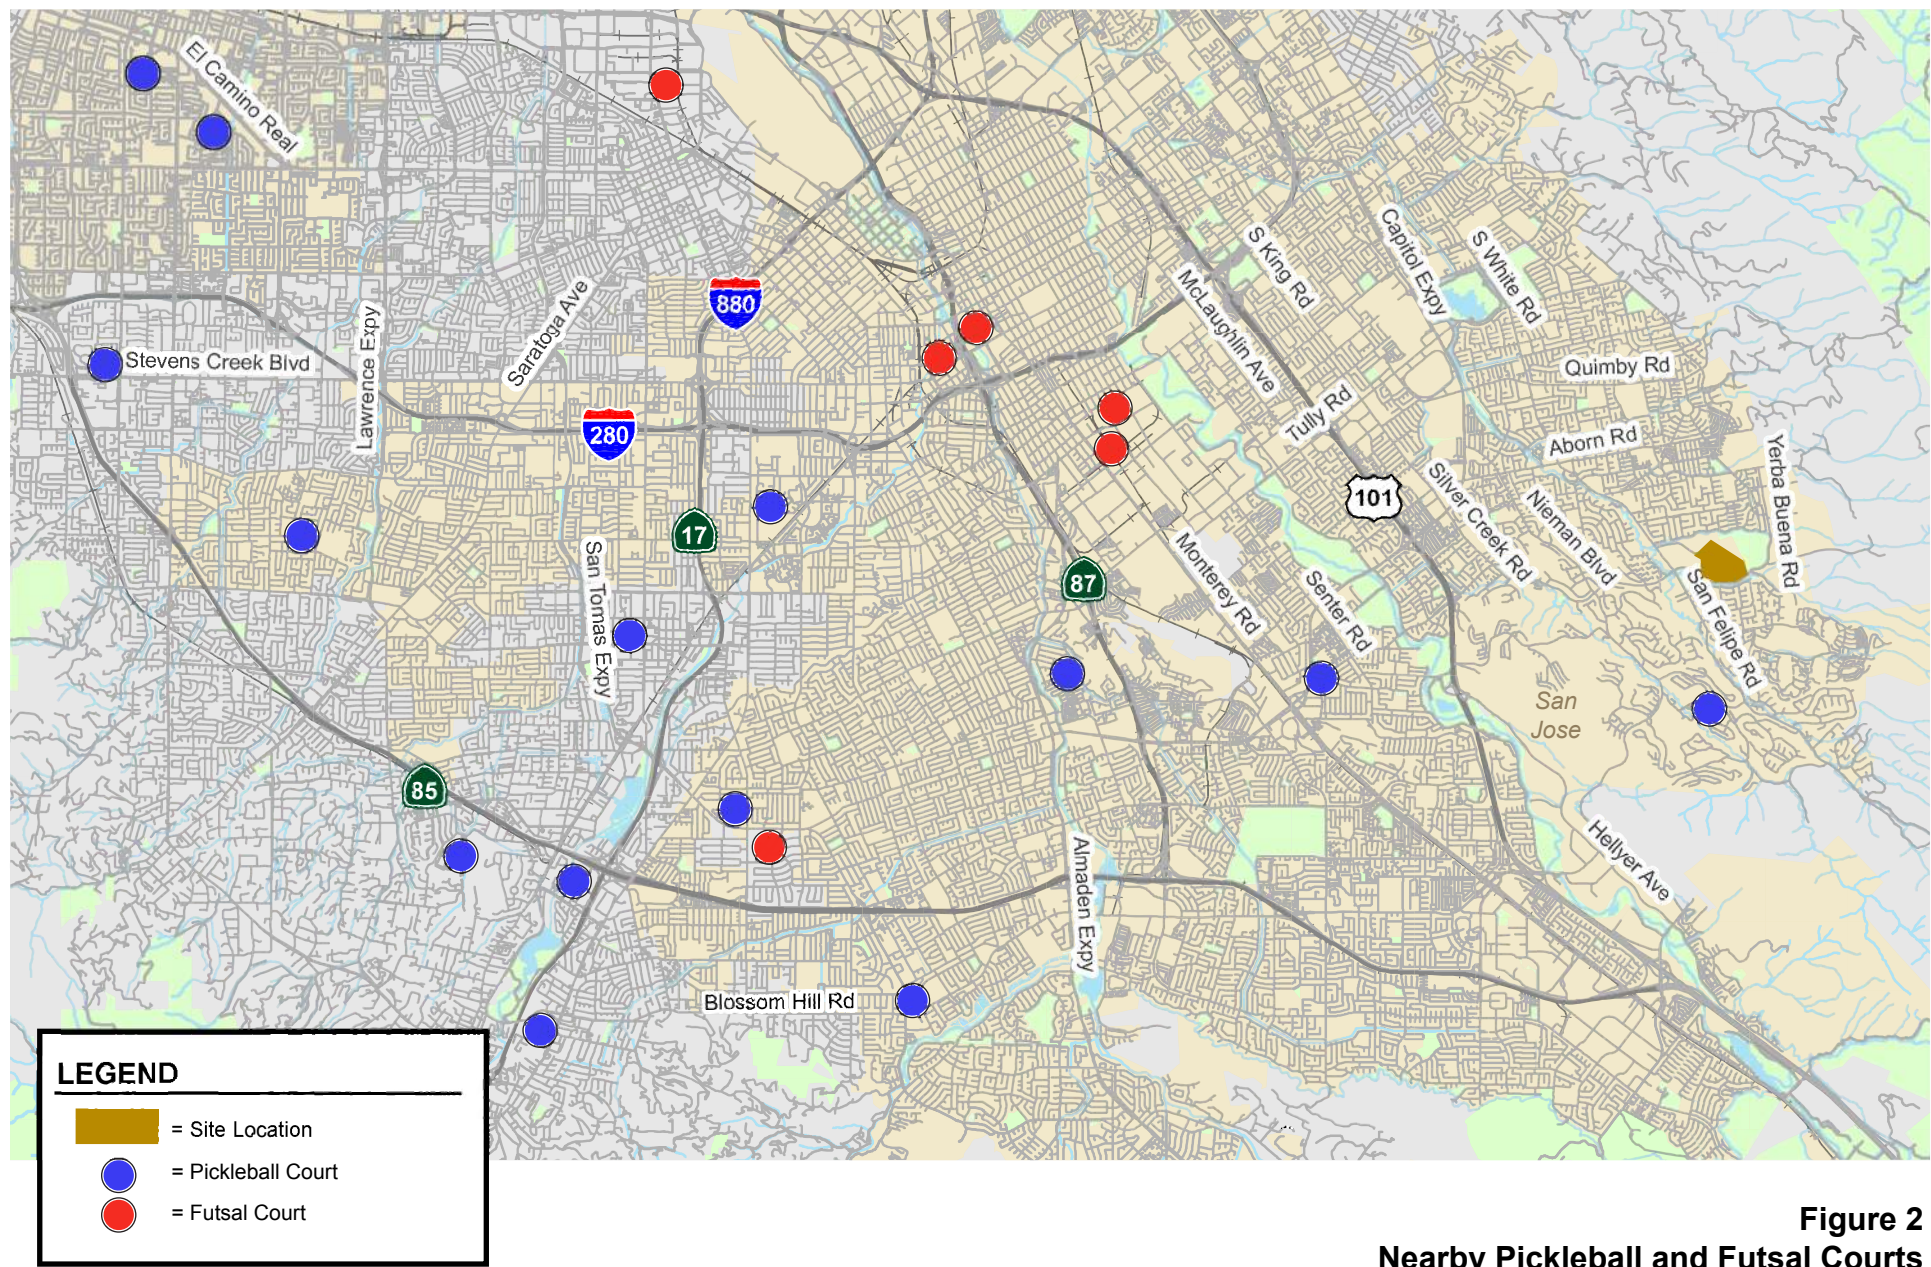 El Camino Real
S King Rd
Capitol Expy
S White Rd
McLaughlin Ave
880
Saratoga Ave
Lawrence Expy
Stevens Creek Blvd
Quimby Rd
Tully Rd
280
Aborn Rd
Yerba Buena Rd
101
Silver Creek Rd
Nieman Blvd
17
San Tomas Expy
87
Monterey Rd
Senter Rd
San Felipe Rd
San
Jose
85
Hellyer Ave
Almaden Expy
Blossom Hill Rd
LEGEND
= Site Location
= Pickleball Court
= Futsal Court
Figure 2
Nearby Pickleball and Futsal Courts